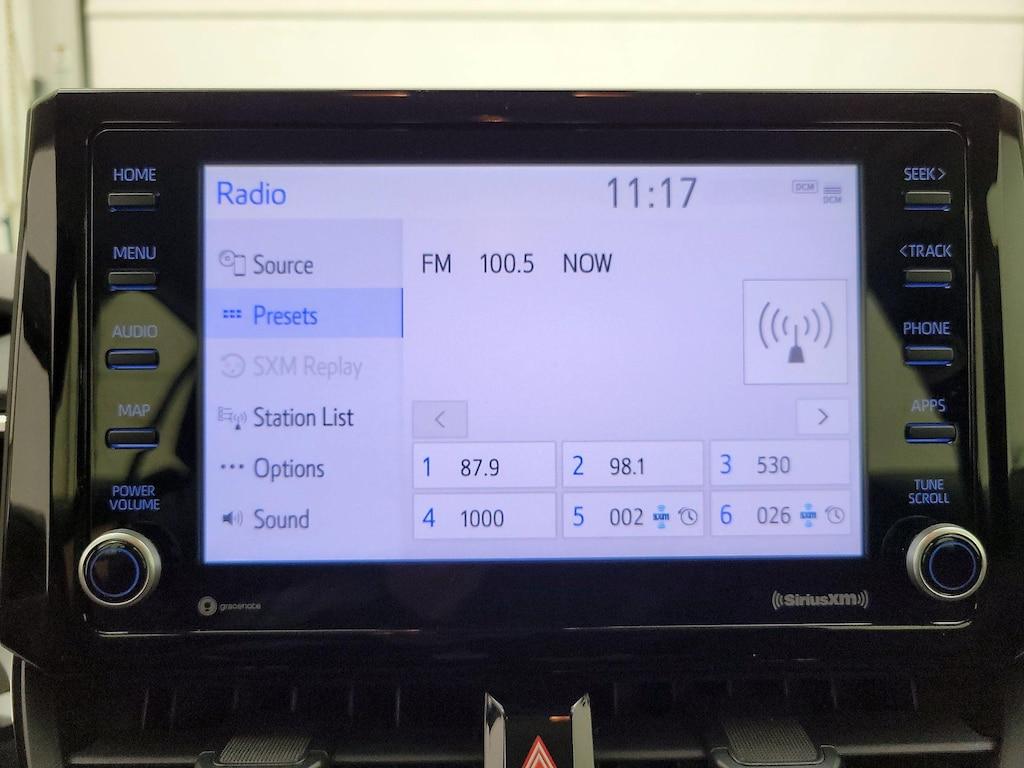 HOME
MENU
AUDIO
MAP
POWER
VOLUME
Radio
11:17
DCM
DCM
Source
Presets
SXM Replay
Station List
Options
Sound
FM 100.5 NOW
< >
1 87.9 2 98.1 3 530
4 1000 5 002 sxm 6 026 sxm
SEEK>
<TRACK
PHONE
APPS
TUNE
SCROLL
gracenote
((SiriusXM))